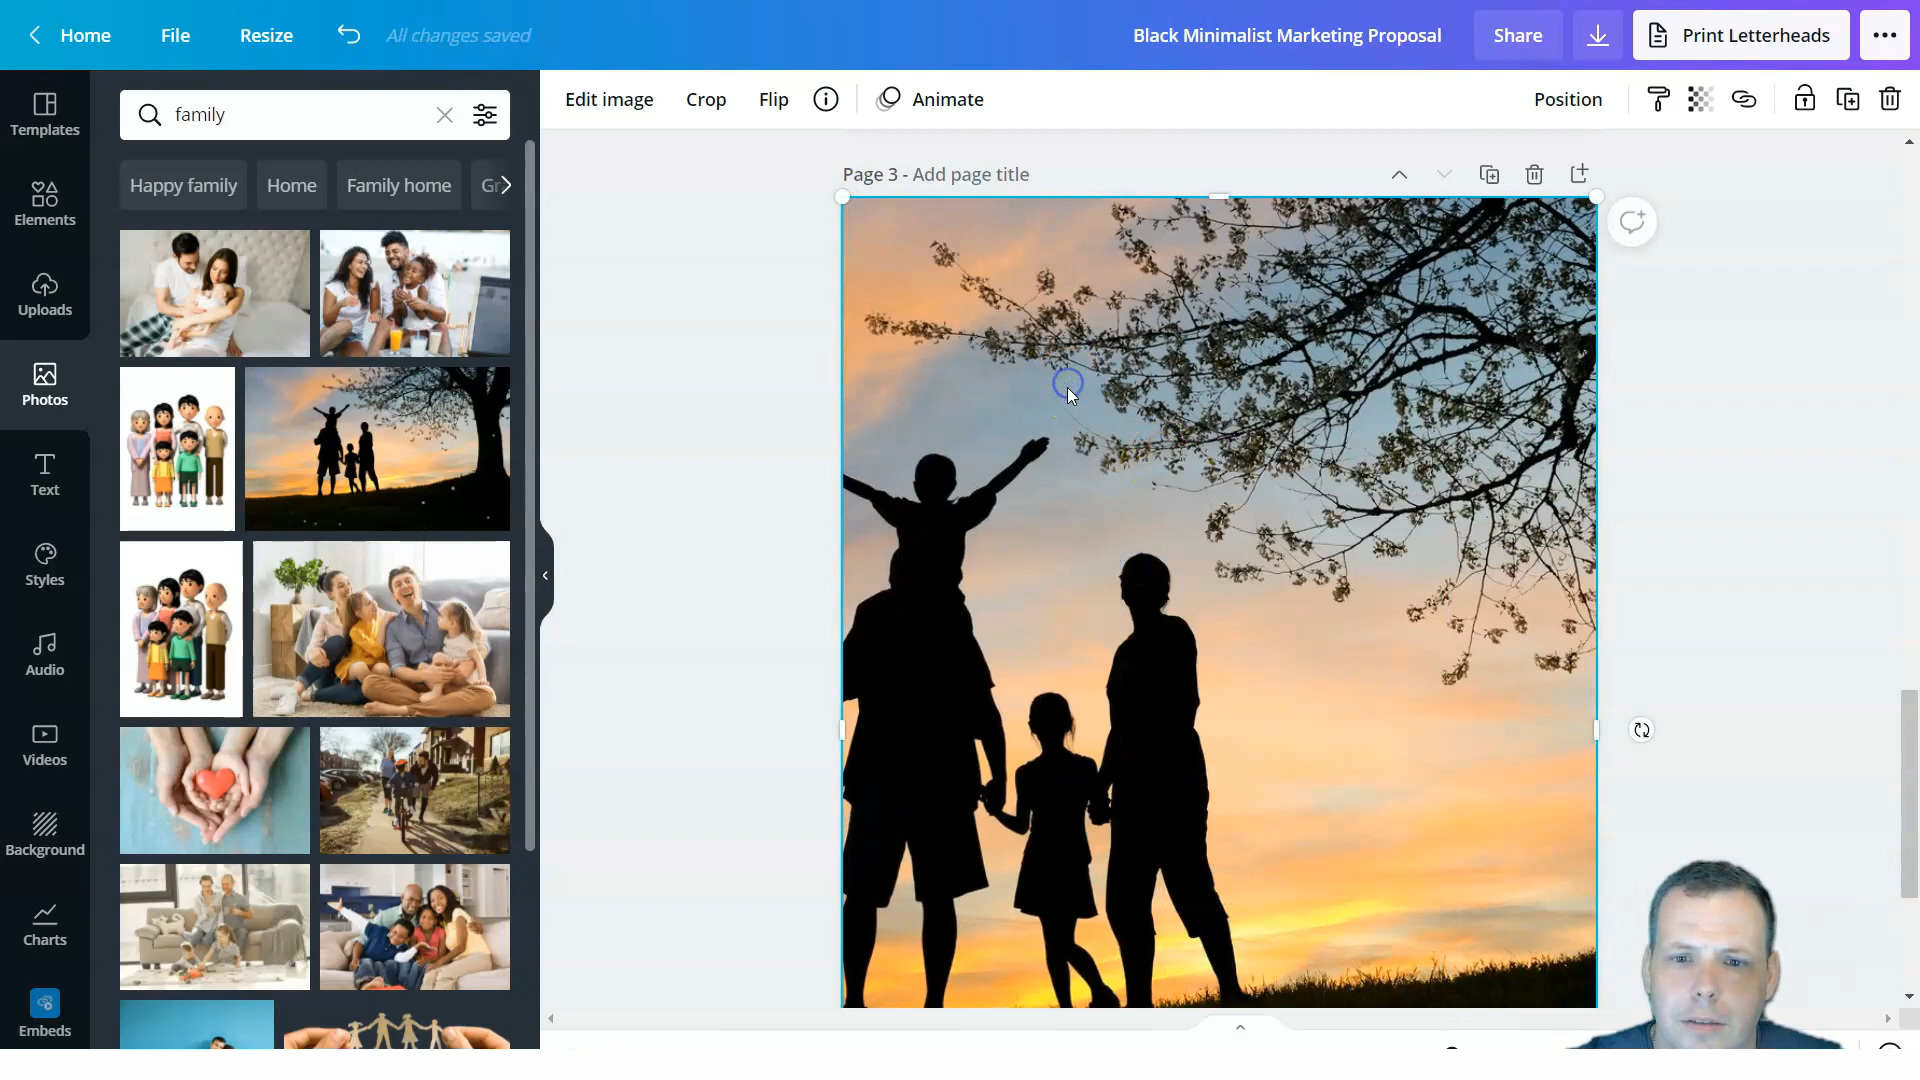 Home File Resize All changes saved Black Minimalist Marketing Proposal Share Print Letterheads
Templates
Elements
Uploads
Photos
Text
Styles
Audio
Videos
Background
Charts
Embeds
family
Happy family Home Family home Gr
Edit image Crop Flip Animate Position
Page 3 - Add page title